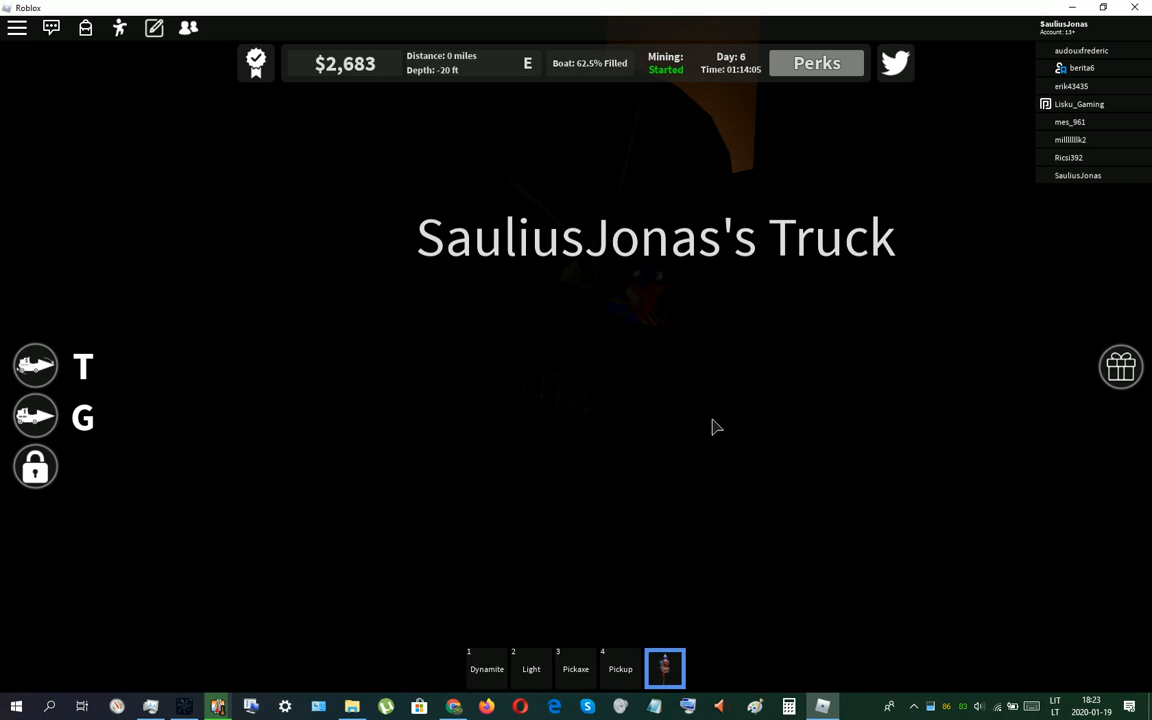 Roblox
SauliusJonas
Account: 13+
$2,683
Distance: 0 miles
Depth: -20 ft
E
Boat: 62.5% Filled
Mining:
Started
Day: 6
Time: 01:14:05
Perks
audouxfrederic
berita6
erik43435
Lisku_Gaming
mes_961
Ricsi392
SauliusJonas
SauliusJonas's Truck
T
G
1
Dynamite
2
Light
3
Pickaxe
4
Pickup
86
83
LIT
LT
18:23
2020-01-19